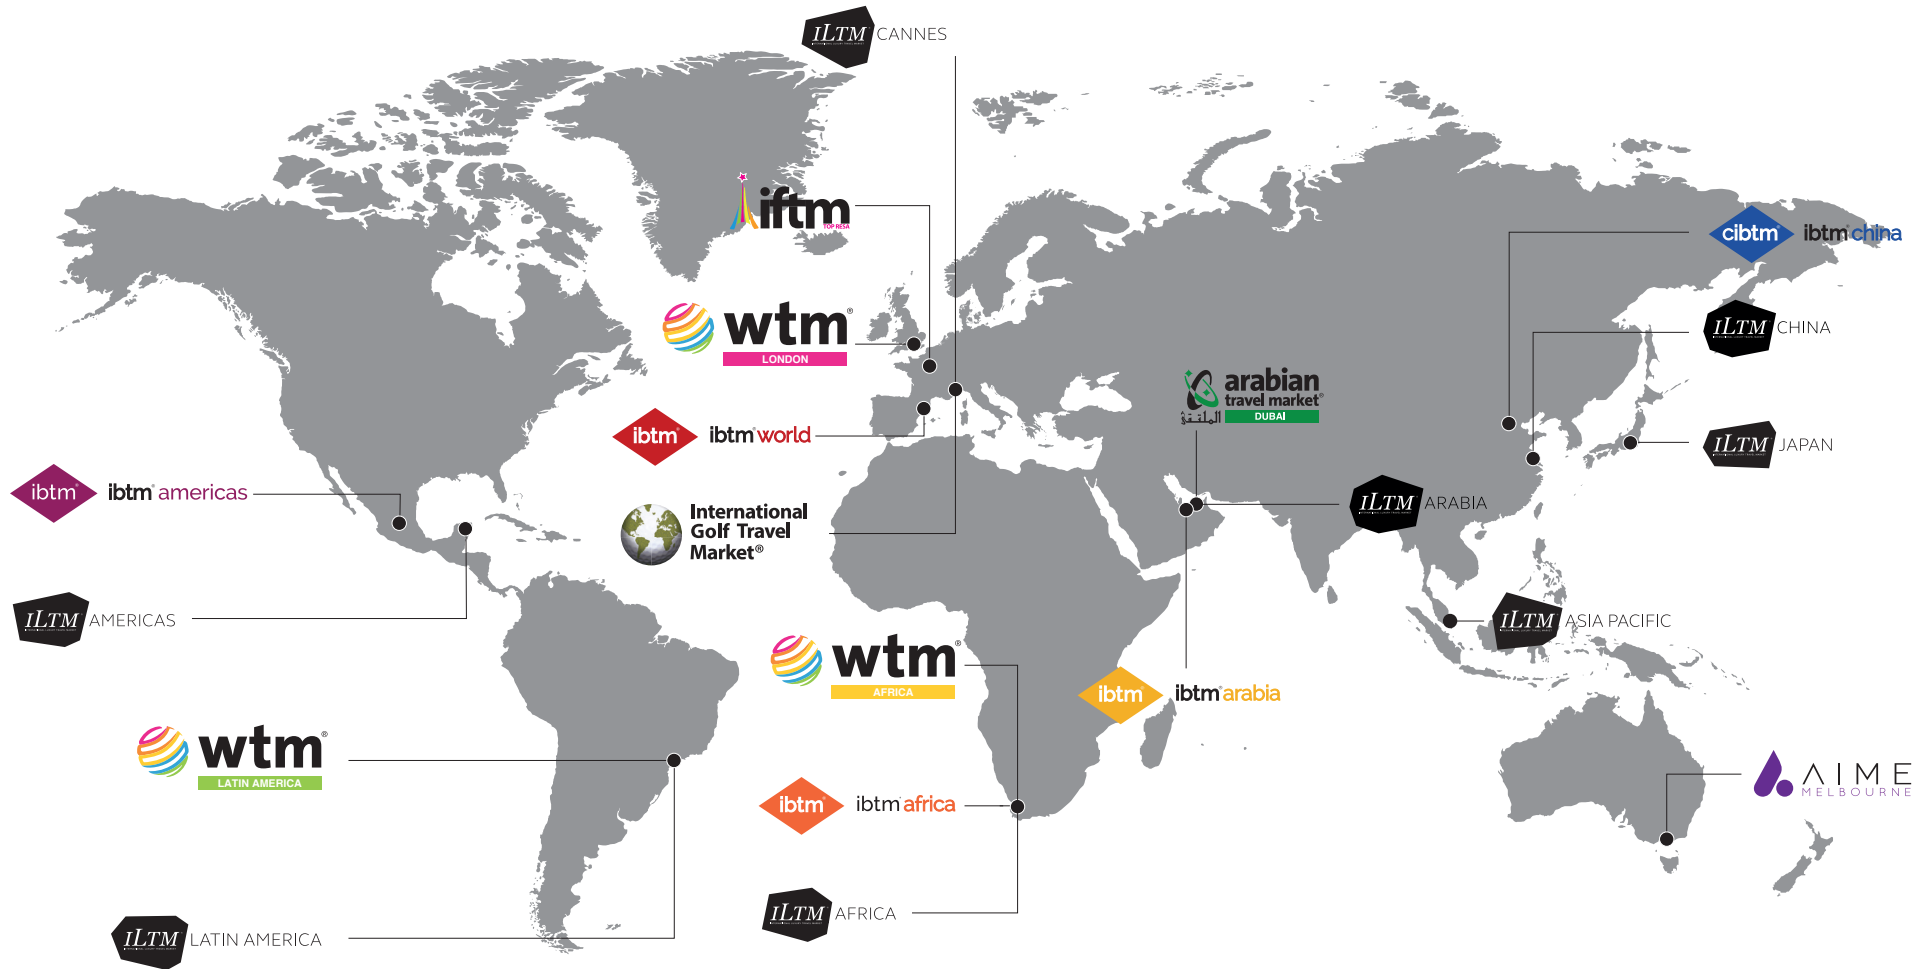 ILTM CANNES
iftm
TOP RESA
cibtm® ibtm® china
wtm®
LONDON
ILTM CHINA
arabian
travel market®
الملتقى
DUBAI
ibtm® ibtm® world
ILTM JAPAN
ibtm® ibtm® americas
International
Golf Travel
Market®
ILTM ARABIA
ILTM AMERICAS
ILTM ASIA PACIFIC
wtm®
AFRICA
ibtm® ibtm® arabia
wtm®
LATIN AMERICA
AIME
MELBOURNE
ibtm® ibtm® africa
ILTM AFRICA
ILTM LATIN AMERICA